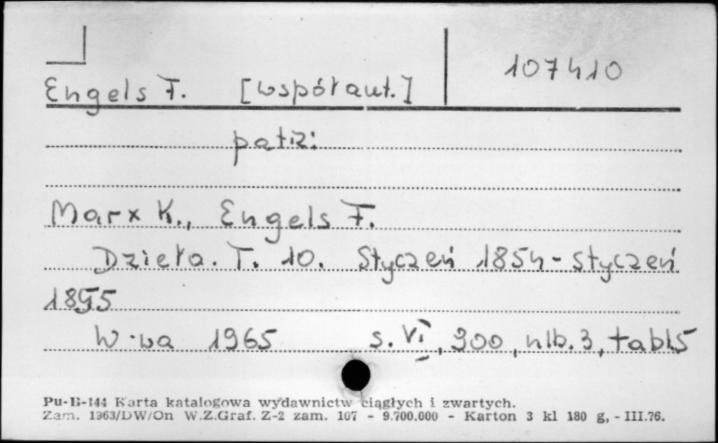 107410
Engels F. [współaut.]
patrz:
Marx K., Engels F.
Dzieła. T. 10. Styczeń 1854 - styczeń
1855
W-wa 1965 s. VI, 900, nlb. 3, tabl. 5
Pu-B-144 Karta katalogowa wydawnictw ciągłych i zwartych.
Zam. 1363/DW/On W.Z.Graf. Z-2 zam. 107 - 9.700.000 - Karton 3 kl 180 g, - III.76.